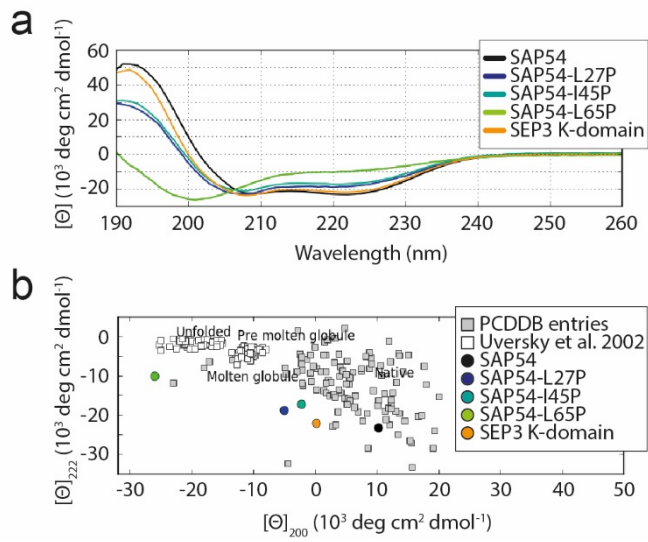 a
60
40
20
0
-20
[Θ] (10³ deg cm² dmol⁻¹)
190
200
210
220
230
240
250
260
Wavelength (nm)
SAP54
SAP54-L27P
SAP54-I45P
SAP54-L65P
SEP3 K-domain
b
0
-10
-20
-30
[Θ]₂₂₂ (10³ deg cm² dmol⁻¹)
Unfolded
Pre molten globule
Molten globule
Native
-30
-20
-10
0
10
20
30
40
50
[Θ]₂₀₀ (10³ deg cm² dmol⁻¹)
PCDDB entries
Uversky et al. 2002
SAP54
SAP54-L27P
SAP54-I45P
SAP54-L65P
SEP3 K-domain